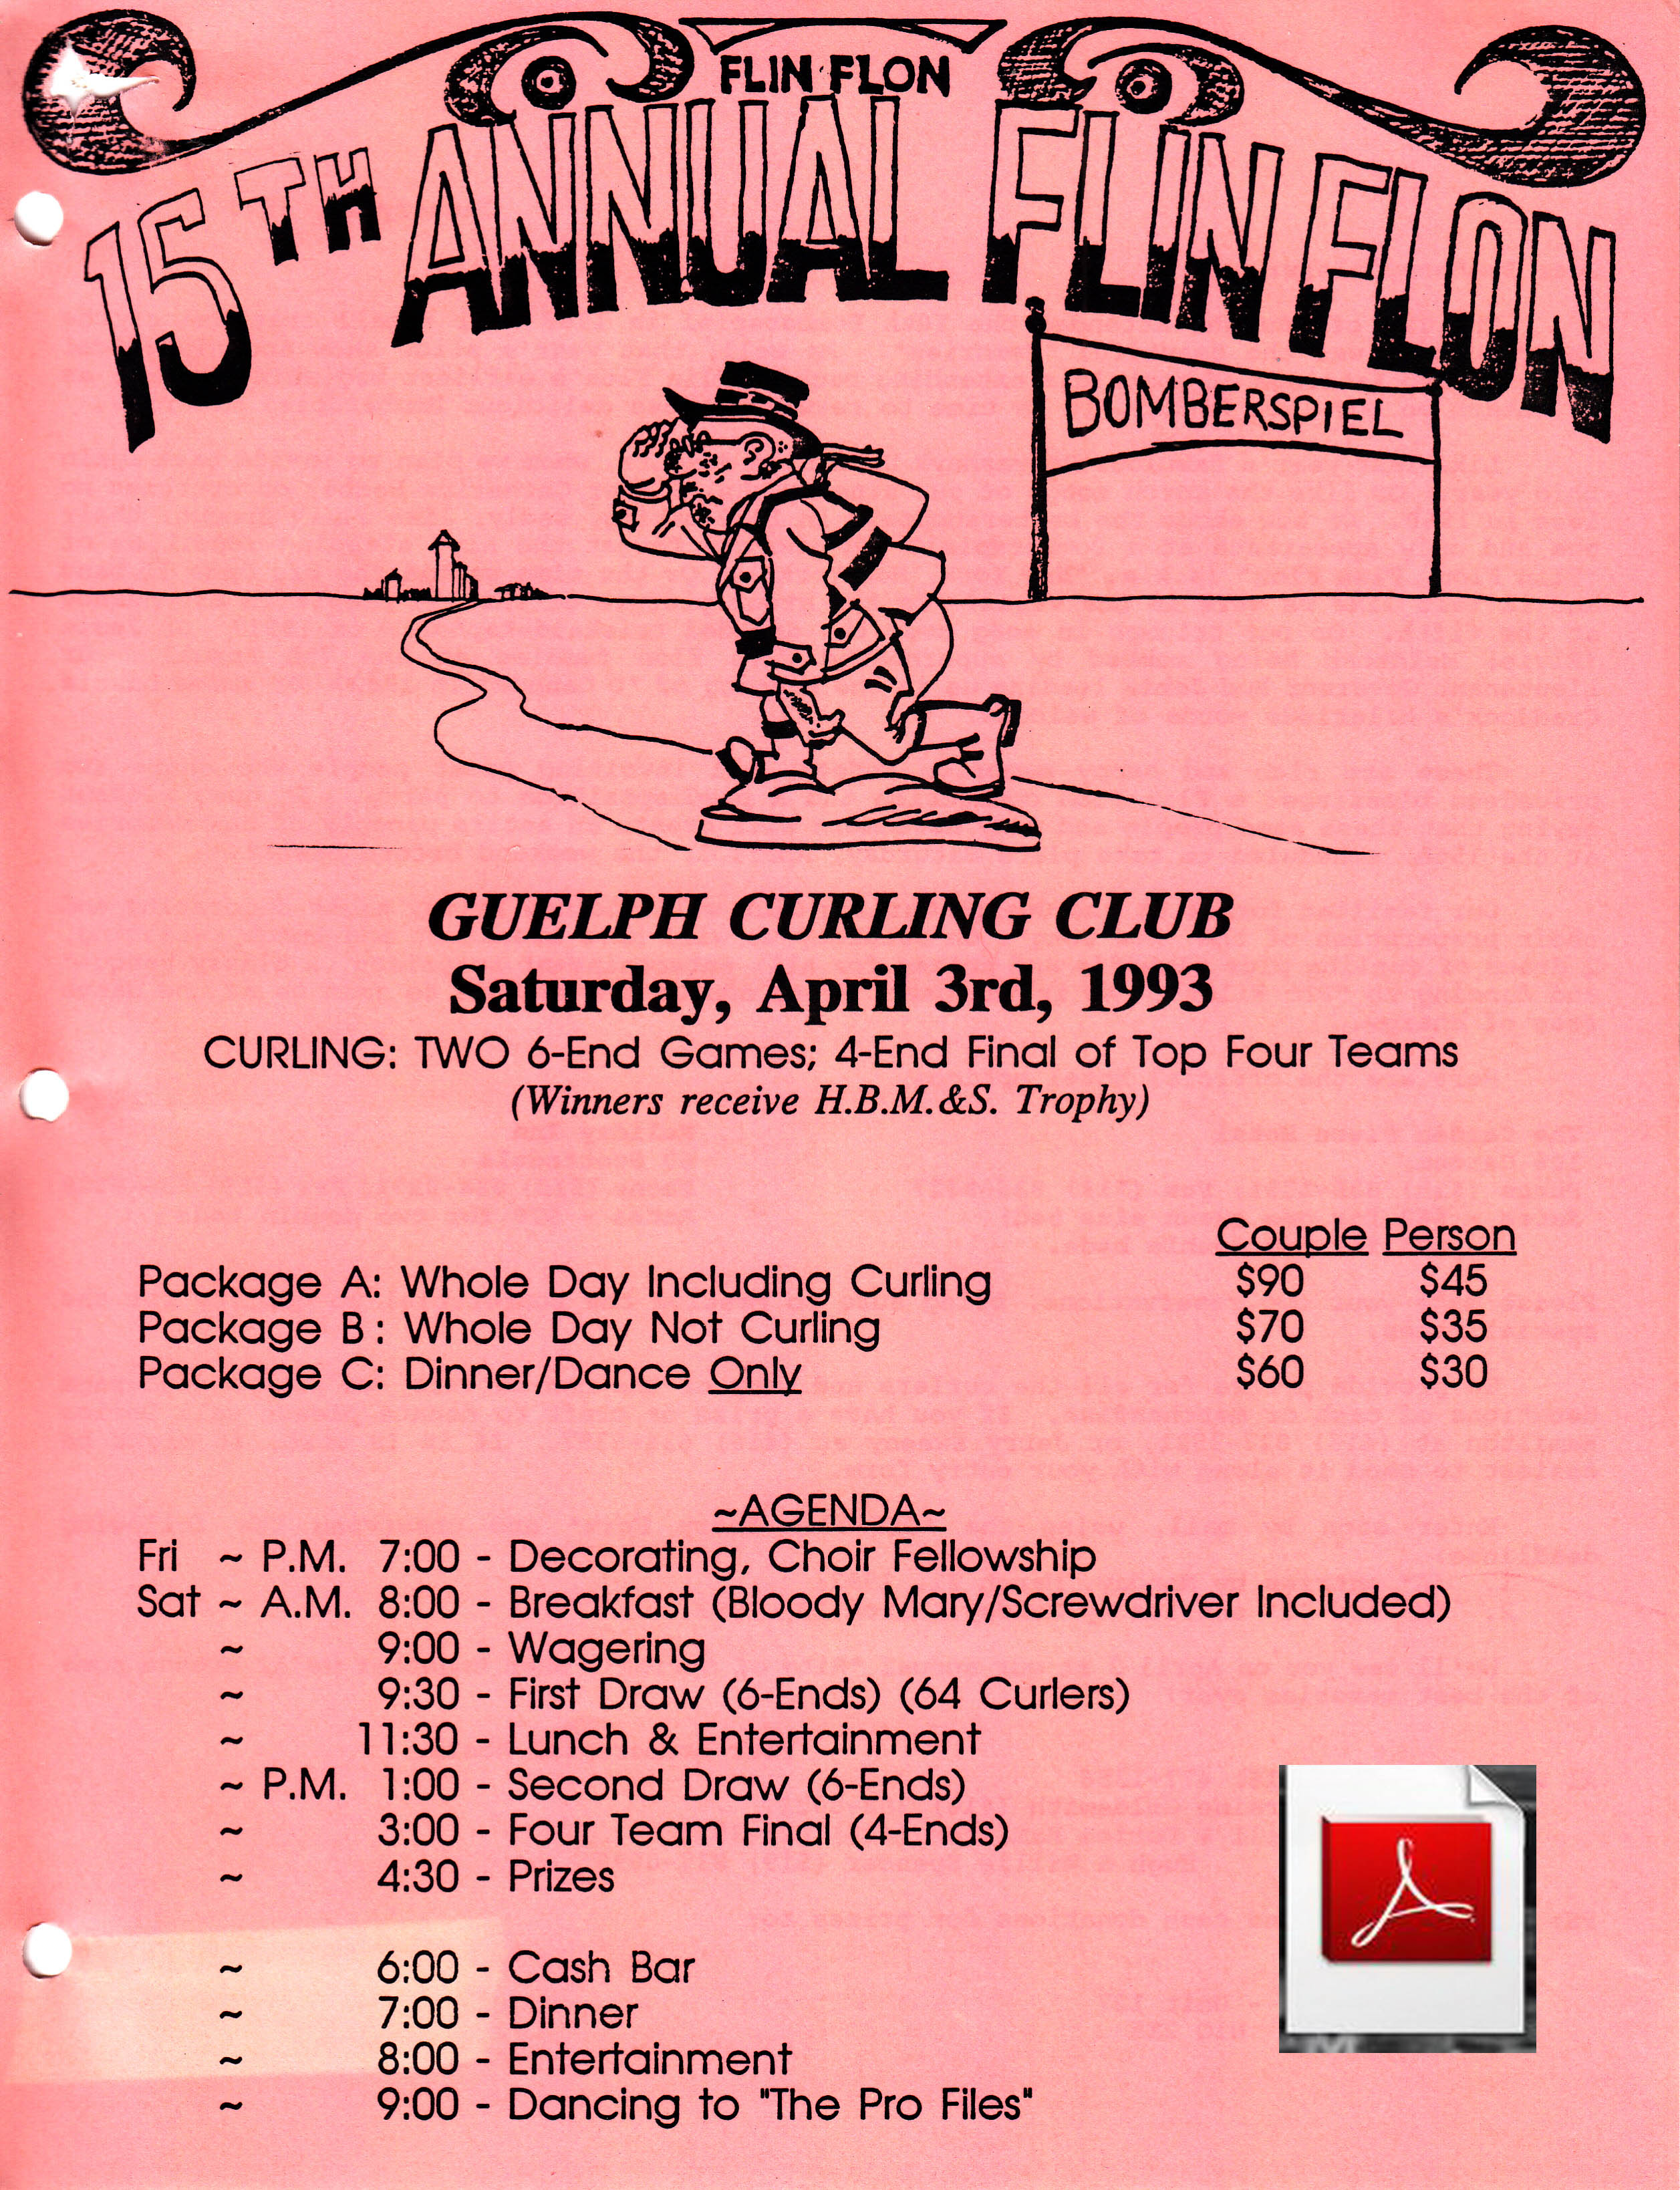 FLIN FLON
15TH ANNUAL FLIN FLON
BOMBERSPIEL
GUELPH CURLING CLUB
Saturday, April 3rd, 1993
CURLING: TWO 6-End Games; 4-End Final of Top Four Teams
(Winners receive H.B.M.&S. Trophy)
Couple Person
Package A: Whole Day Including Curling $90 $45
Package B: Whole Day Not Curling $70 $35
Package C: Dinner/Dance Only $60 $30
~AGENDA~
Fri ~ P.M. 7:00 - Decorating, Choir Fellowship
Sat ~ A.M. 8:00 - Breakfast (Bloody Mary/Screwdriver Included)
~ 9:00 - Wagering
~ 9:30 - First Draw (6-Ends) (64 Curlers)
~ 11:30 - Lunch & Entertainment
~ P.M. 1:00 - Second Draw (6-Ends)
~ 3:00 - Four Team Final (4-Ends)
~ 4:30 - Prizes
~ 6:00 - Cash Bar
~ 7:00 - Dinner
~ 8:00 - Entertainment
~ 9:00 - Dancing to "The Pro Files"